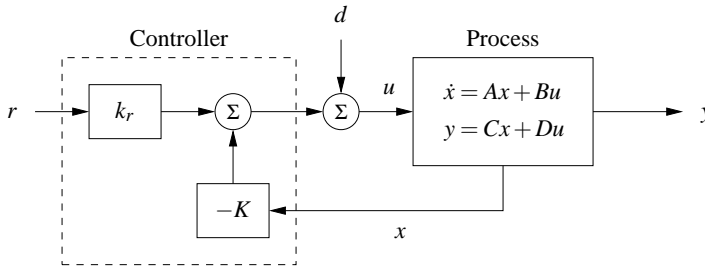 Controller
d
Process
r
k_r
Σ
Σ
u
ẋ = Ax + Bu
y = Cx + Du
y
−K
x